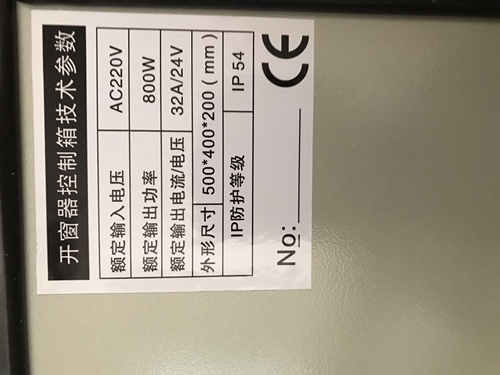 开窗器控制箱技术参数
额定输入电压 AC220V
额定输出功率 800W
额定输出电流/电压 32A/24V
外形尺寸 500*400*200(mm)
IP防护等级 IP 54
No: CE